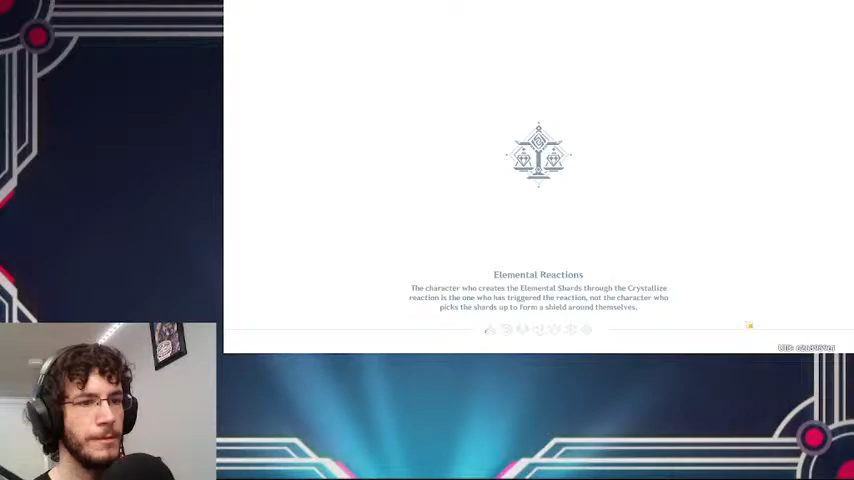 Elemental Reactions
The character who creates the Elemental Shards through the Crystallize
reaction is the one who has triggered the reaction, not the character who
picks the shards up to form a shield around themselves.
UID: